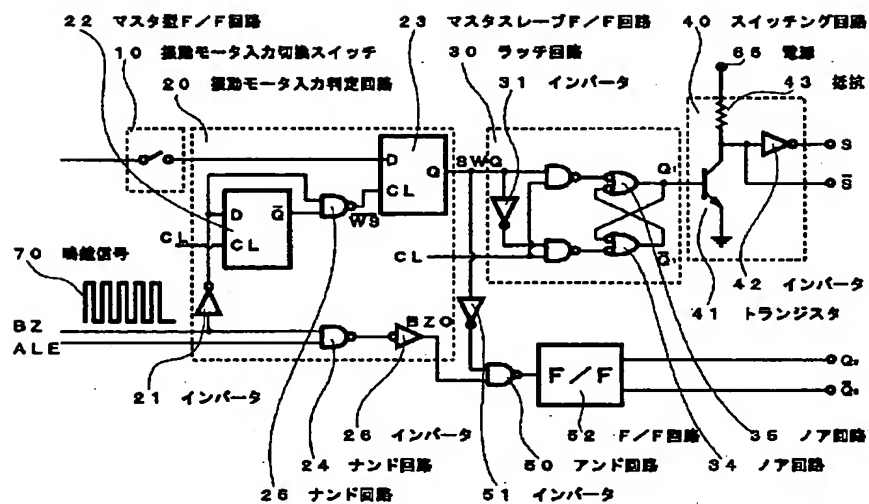 22 マスタ型F/F回路
23 マスタスレーブF/F回路
40 スイッチング回路
10 振動モータ入力切換スイッチ
30 ラッチ回路
65 電源
20 振動モータ入力判定回路
31 インバータ
43 抵抗
D
Q
CL
SWQ
Q₁
S
S̅
D
Q̅
CL
CL
WS̅
CL
Q̅₁
70 鳴鐘信号
42 インバータ
41 トランジスタ
BZ
ALE
BZO
F/F
Q₂
Q̅₂
21 インバータ
26 インバータ
52 F/F回路
35 ノア回路
24 ナンド回路
50 アンド回路
34 ノア回路
25 ナンド回路
51 インバータ